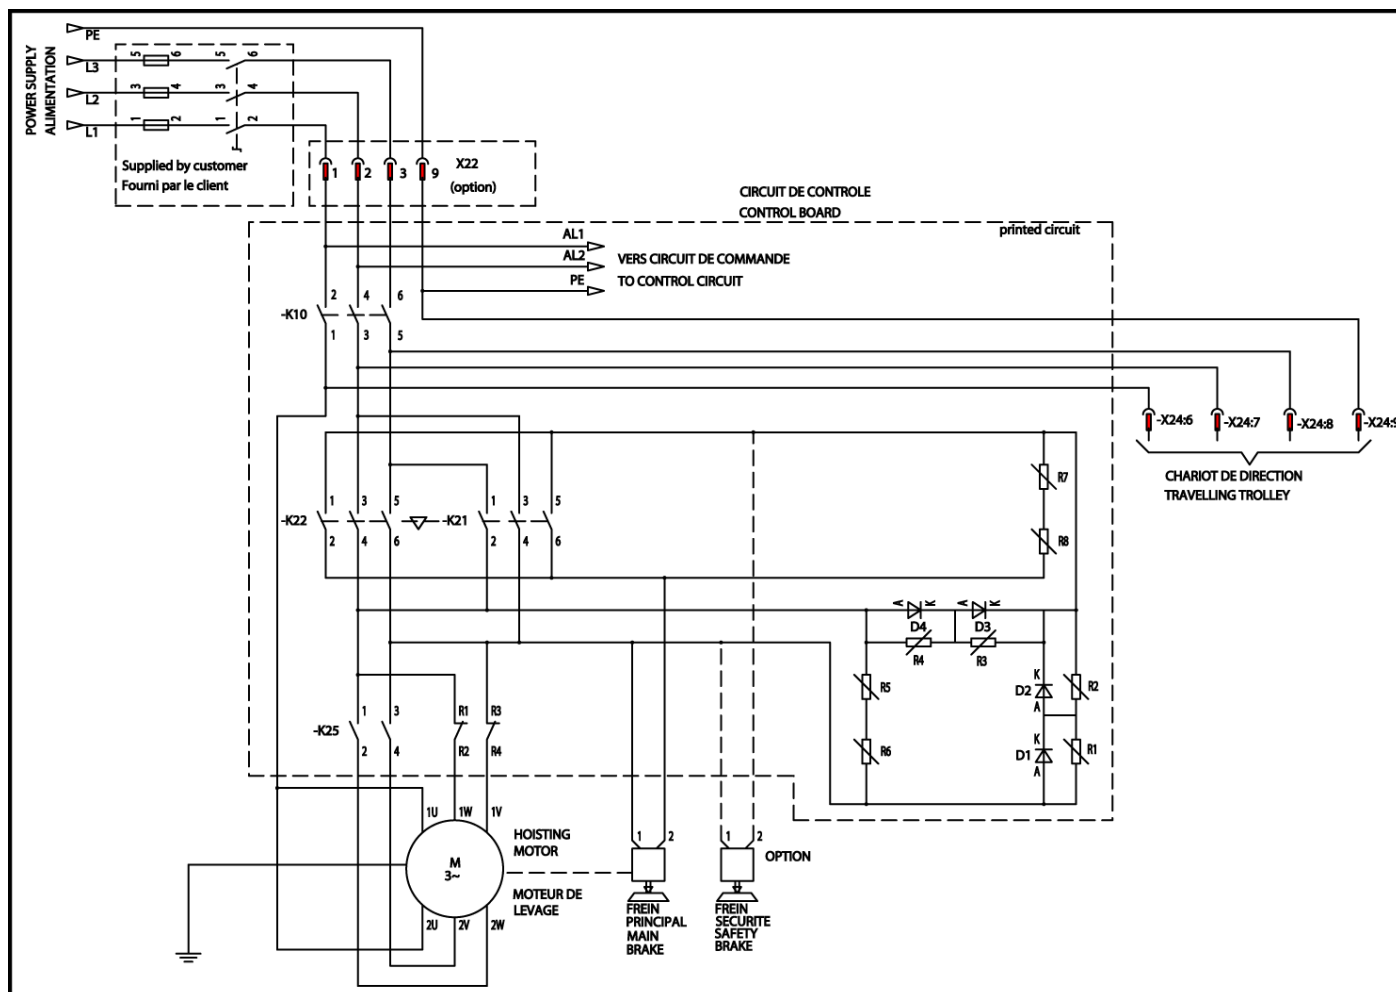 POWER SUPPLY
ALIMENTATION
PE
L3
5 6 5 6
L2
3 4 3 4
L1
1 2 1 2
Supplied by customer
Fourni par le client
1 2 3 9
X22
(option)
CIRCUIT DE CONTROLE
CONTROL BOARD
printed circuit
AL1
AL2
PE
VERS CIRCUIT DE COMMANDE
TO CONTROL CIRCUIT
2 4 6
-K10
1 3 5
-X24:6
-X24:7
-X24:8
-X24:9
CHARIOT DE DIRECTION
TRAVELLING TROLLEY
R7
1 3 5 1 3 5
-K22
-K21
2 4 6 2 4 6
R8
A K A K
D4 D3
R4 R3
R5
K
D2
A
R2
1 3 R1 R3
-K25
2 4 R2 R4
R6
K
D1
A
R1
1U 1W 1V
M
3~
HOISTING
MOTOR
MOTEUR DE
LEVAGE
2U 2V 2W
1 2
1 2
OPTION
FREIN
PRINCIPAL
MAIN
BRAKE
FREIN
SECURITE
SAFETY
BRAKE